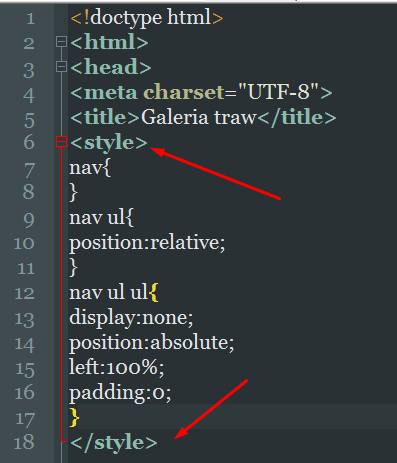 1 <!doctype html>
2 <html>
3 <head>
4 <meta charset="UTF-8">
5 <title>Galeria traw</title>
6 <style>
7 nav{
8 }
9 nav ul{
10 position:relative;
11 }
12 nav ul ul{
13 display:none;
14 position:absolute;
15 left:100%;
16 padding:0;
17 }
18 </style>